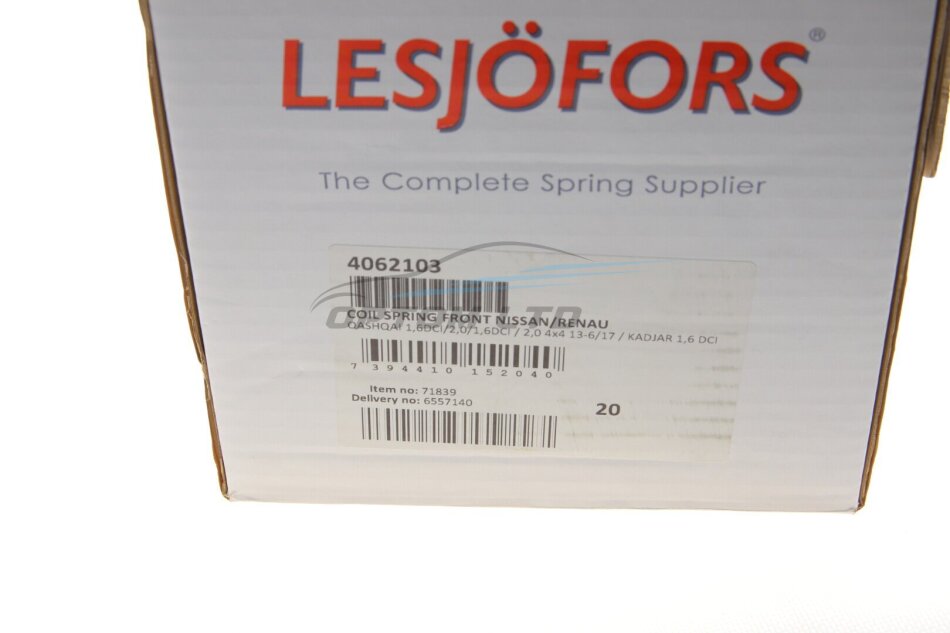 LESJÖFORS®
The Complete Spring Supplier
4062103
COIL SPRING FRONT NISSAN/RENAU
QASHQAI 1,6DCI/2,0/1,6DCI / 2,0 4x4 13-6/17 / KADJAR 1,6 DCI
7 394410 152040
Item no: 71839
Delivery no: 6557140
20